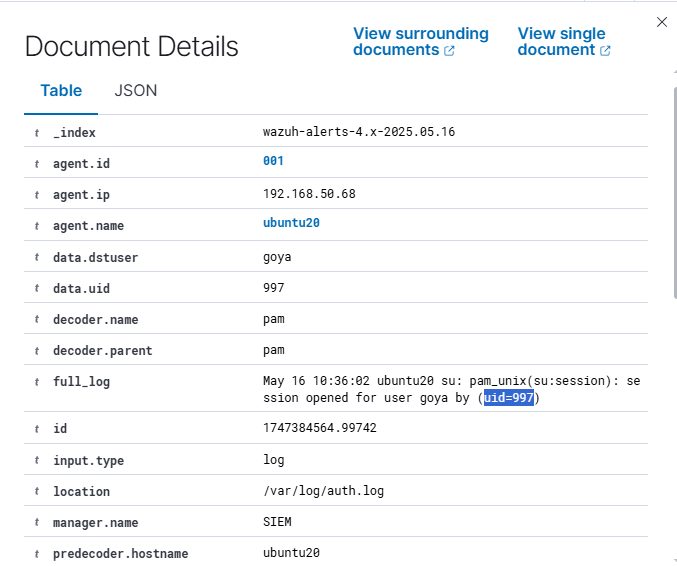 Document Details
View surrounding
documents
View single
document
Table
JSON
t _index wazuh-alerts-4.x-2025.05.16
t agent.id 001
t agent.ip 192.168.50.68
t agent.name ubuntu20
t data.dstuser goya
t data.uid 997
t decoder.name pam
t decoder.parent pam
t full_log May 16 10:36:02 ubuntu20 su: pam_unix(su:session): se
ssion opened for user goya by (uid=997)
t id 1747384564.99742
t input.type log
t location /var/log/auth.log
t manager.name SIEM
t predecoder.hostname ubuntu20